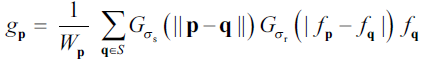 g_p = 1/W_p ∑_{q∈S} G_{σ_s} (||p − q||) G_{σ_r} (|f_p − f_q|) f_q